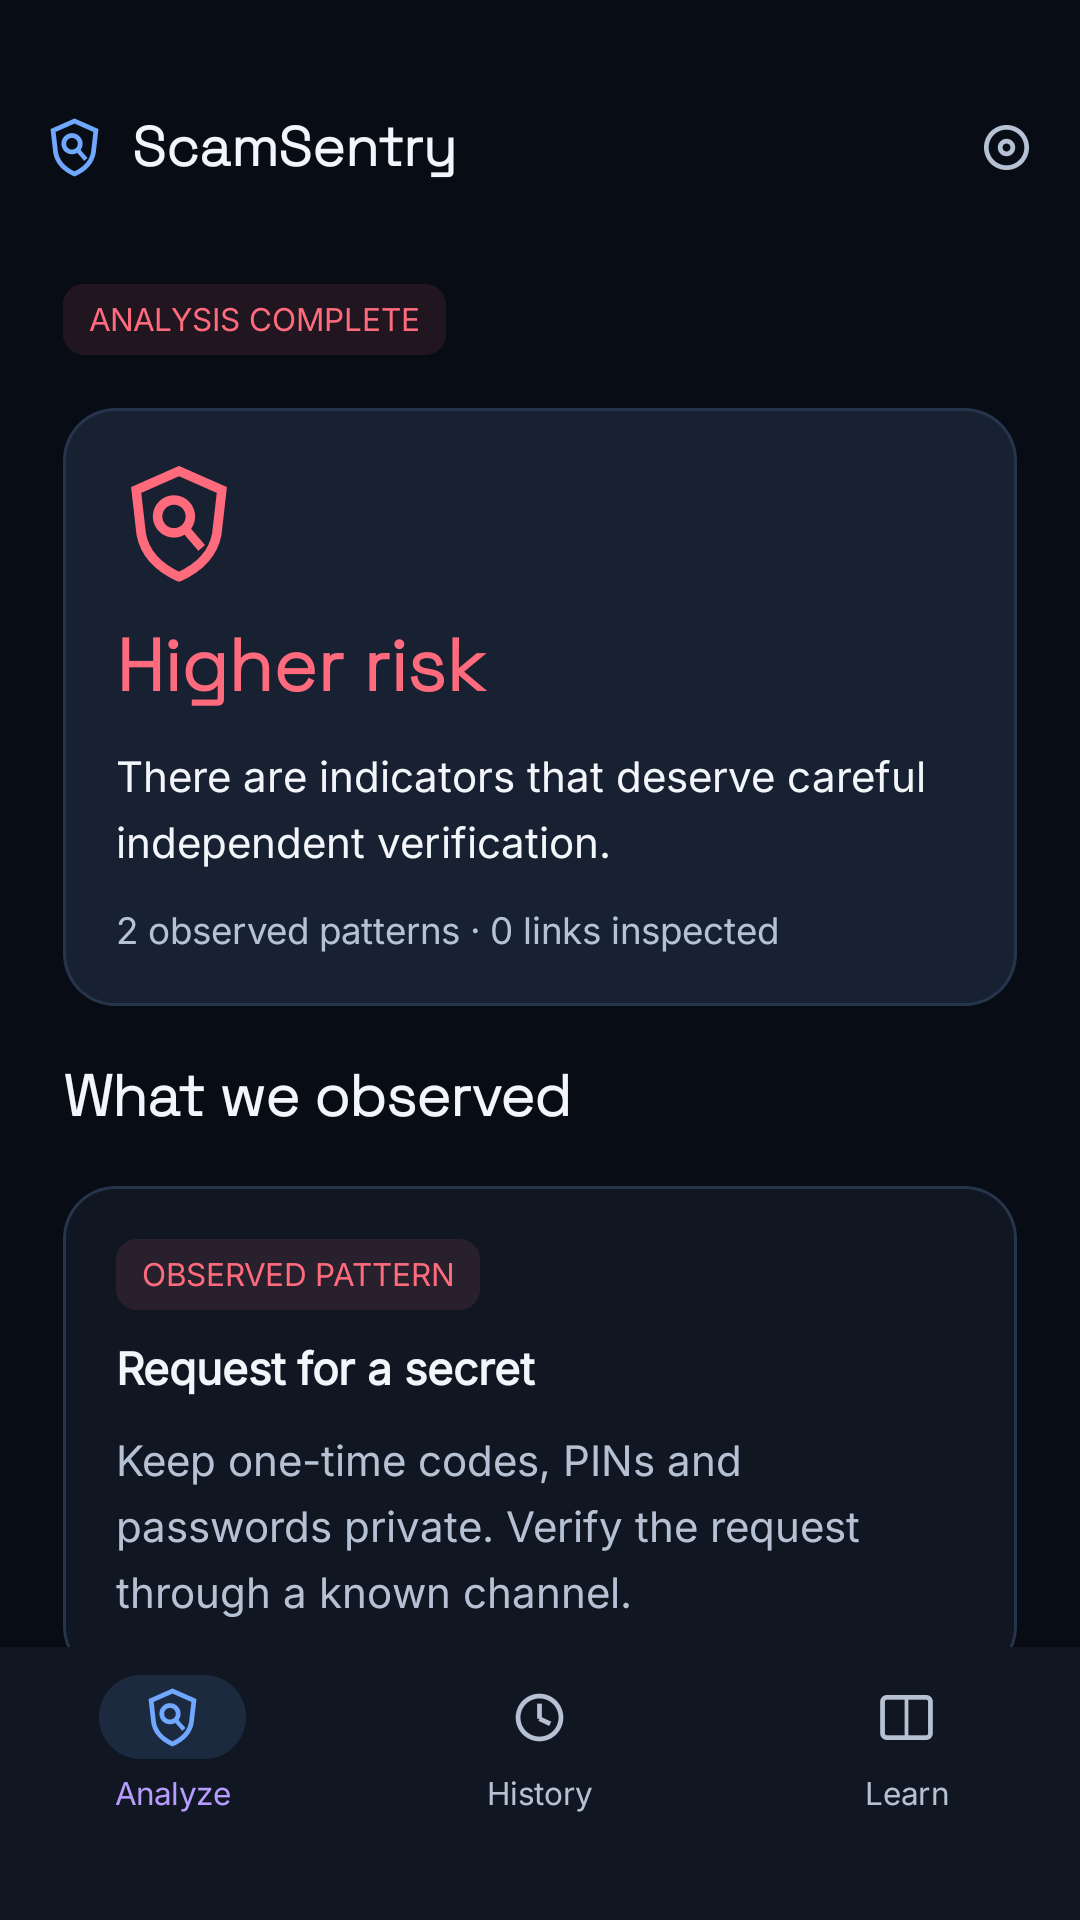 ScamSentry
ANALYSIS COMPLETE
Higher risk
There are indicators that deserve careful
independent verification.
2 observed patterns · 0 links inspected
What we observed
OBSERVED PATTERN
Request for a secret
Keep one-time codes, PINs and
passwords private. Verify the request
through a known channel.
Analyze
History
Learn